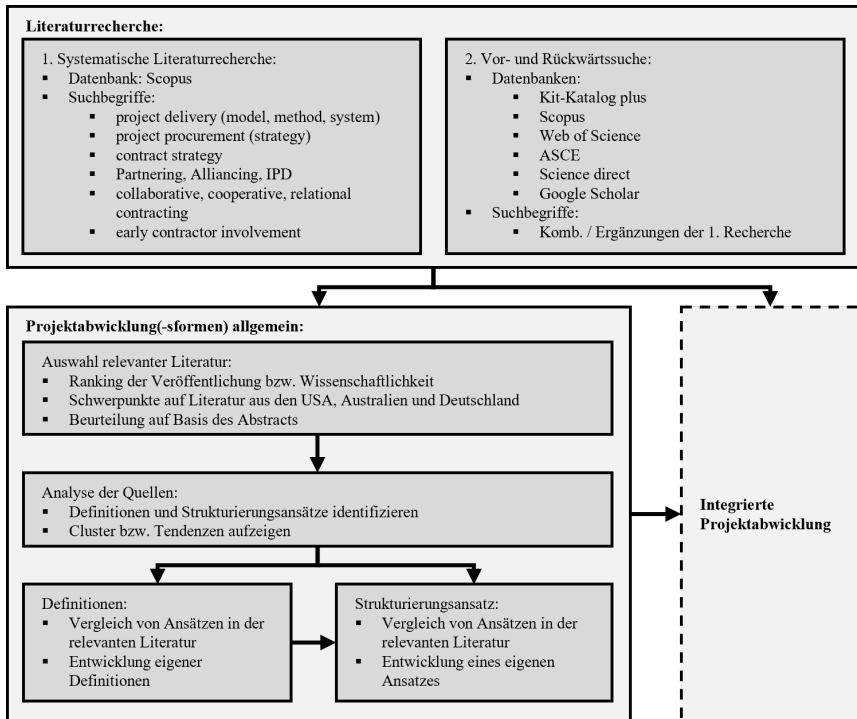 Literaturrecherche:
1. Systematische Literaturrecherche:
▪ Datenbank: Scopus
▪ Suchbegriffe:
▪ project delivery (model, method, system)
▪ project procurement (strategy)
▪ contract strategy
▪ Partnering, Alliancing, IPD
▪ collaborative, cooperative, relational
contracting
▪ early contractor involvement
2. Vor- und Rückwärtssuche:
▪ Datenbanken:
▪ Kit-Katalog plus
▪ Scopus
▪ Web of Science
▪ ASCE
▪ Science direct
▪ Google Scholar
▪ Suchbegriffe:
▪ Komb. / Ergänzungen der 1. Recherche
Projektabwicklung(-sformen) allgemein:
Auswahl relevanter Literatur:
▪ Ranking der Veröffentlichung bzw. Wissenschaftlichkeit
▪ Schwerpunkte auf Literatur aus den USA, Australien und Deutschland
▪ Beurteilung auf Basis des Abstracts
Analyse der Quellen:
▪ Definitionen und Strukturierungsansätze identifizieren
▪ Cluster bzw. Tendenzen aufzeigen
Definitionen:
▪ Vergleich von Ansätzen in der
relevanten Literatur
▪ Entwicklung eigener
Definitionen
Strukturierungsansatz:
▪ Vergleich von Ansätzen in der
relevanten Literatur
▪ Entwicklung eines eigenen
Ansatzes
Integrierte
Projektabwicklung